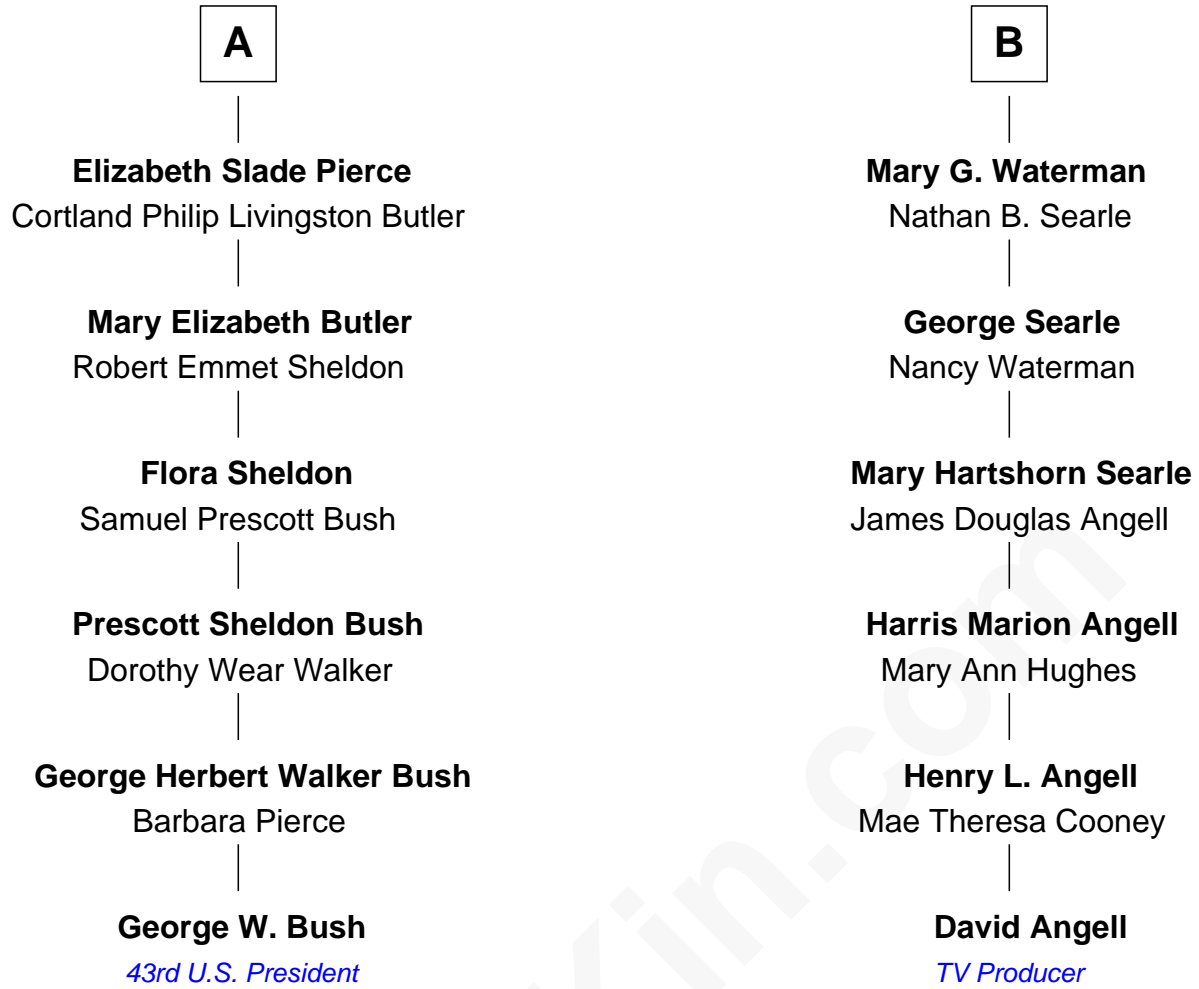 A
Elizabeth Slade Pierce
Cortland Philip Livingston Butler
Mary Elizabeth Butler
Robert Emmet Sheldon
Flora Sheldon
Samuel Prescott Bush
Prescott Sheldon Bush
Dorothy Wear Walker
George Herbert Walker Bush
Barbara Pierce
George W. Bush
43rd U.S. President
B
Mary G. Waterman
Nathan B. Searle
George Searle
Nancy Waterman
Mary Hartshorn Searle
James Douglas Angell
Harris Marion Angell
Mary Ann Hughes
Henry L. Angell
Mae Theresa Cooney
David Angell
TV Producer
Kin.com